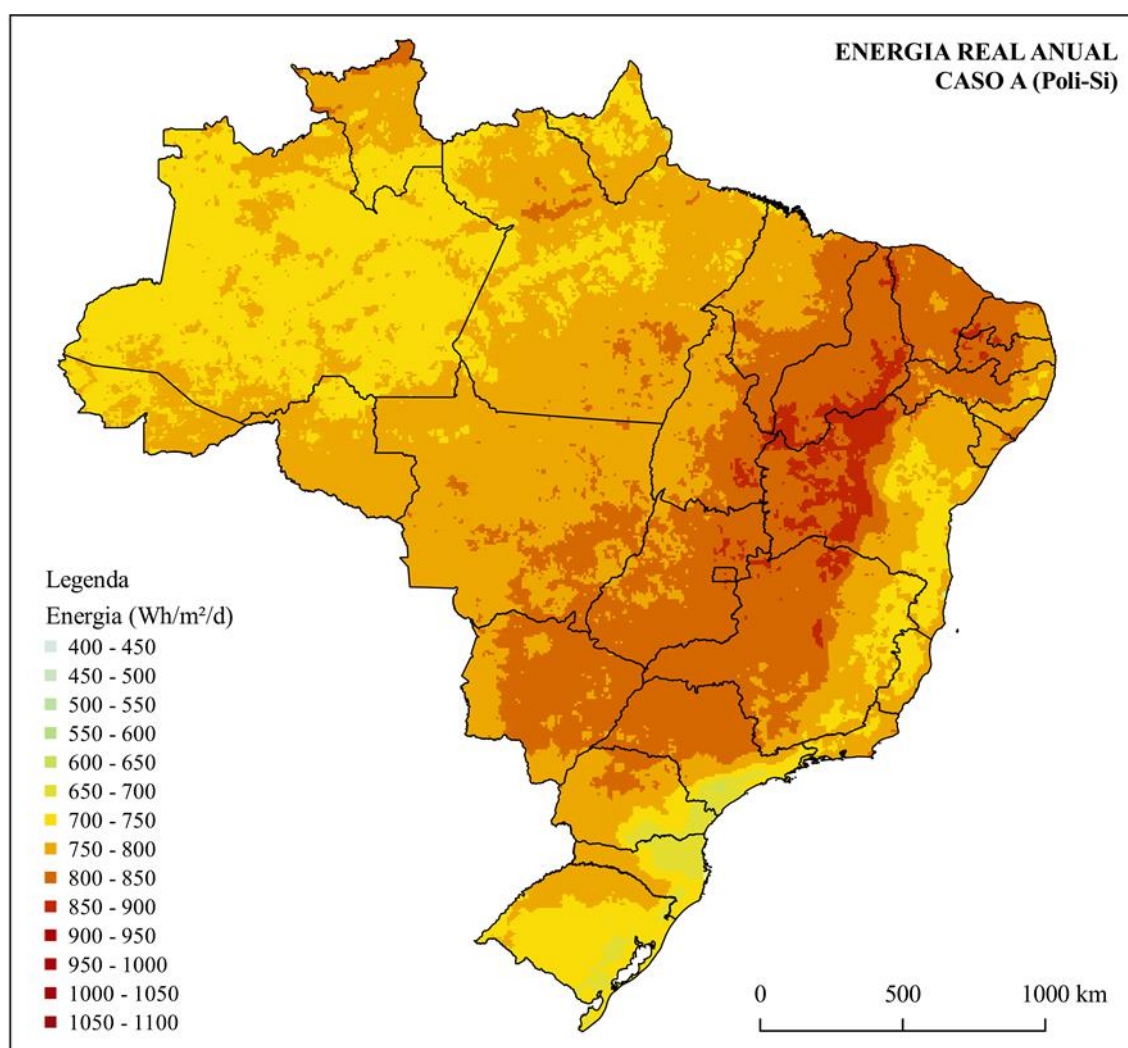 ENERGIA REAL ANUAL
CASO A (Poli-Si)
Legenda
Energia (Wh/m²/d)
400 - 450
450 - 500
500 - 550
550 - 600
600 - 650
650 - 700
700 - 750
750 - 800
800 - 850
850 - 900
900 - 950
950 - 1000
1000 - 1050
1050 - 1100
0 500 1000 km